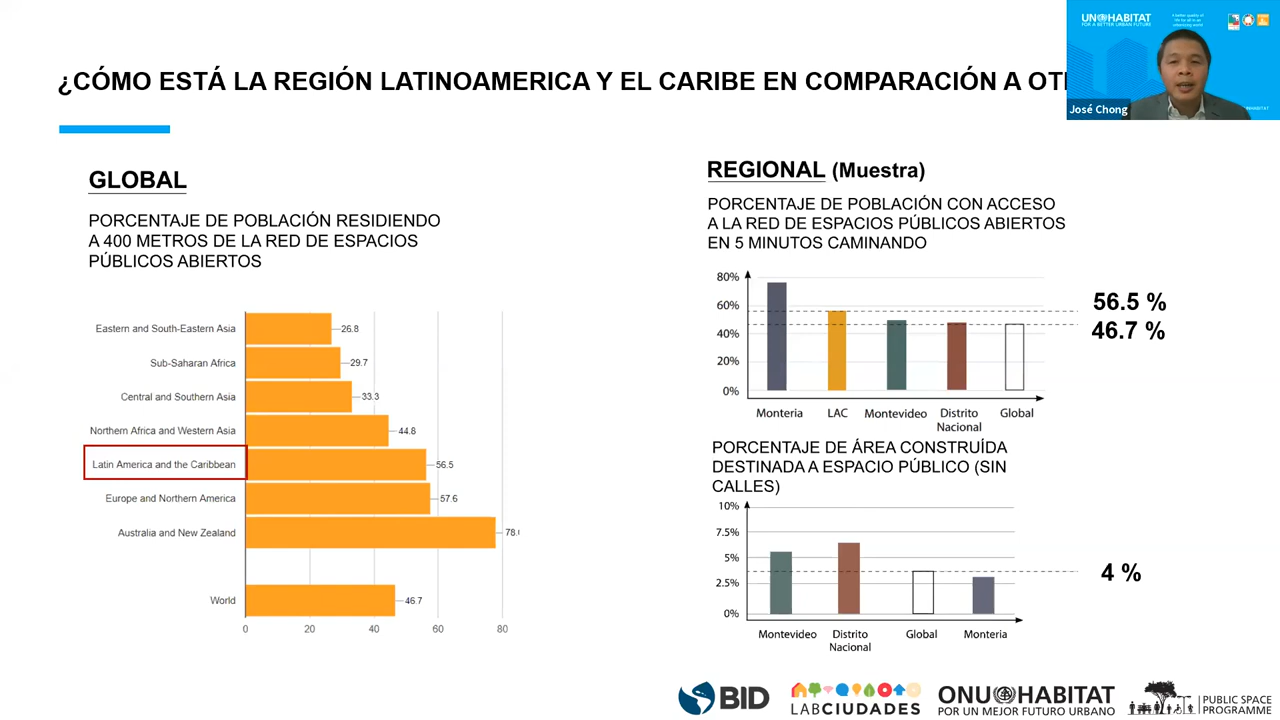 ¿CÓMO ESTÁ LA REGIÓN LATINOAMERICA Y EL CARIBE EN COMPARACIÓN A
UN HABITAT
FOR A BETTER URBAN FUTURE
José Chong
GLOBAL
PORCENTAJE DE POBLACIÓN RESIDIENDO
A 400 METROS DE LA RED DE ESPACIOS
PÚBLICOS ABIERTOS
Eastern and South-Eastern Asia 26.8
Sub-Saharan Africa 29.7
Central and Southern Asia 33.3
Northern Africa and Western Asia 44.8
Latin America and the Caribbean 56.5
Europe and Northern America 57.6
Australia and New Zealand 78.
World 46.7
0 20 40 60 80
REGIONAL (Muestra)
PORCENTAJE DE POBLACIÓN CON ACCESO
A LA RED DE ESPACIOS PÚBLICOS ABIERTOS
EN 5 MINUTOS CAMINANDO
80%
60%
40%
20%
0%
56.5 %
46.7 %
Monteria LAC Montevideo Distrito Global
Nacional
PORCENTAJE DE ÁREA CONSTRUÍDA
DESTINADA A ESPACIO PÚBLICO (SIN
CALLES)
10%
7.5%
5%
2.5%
0%
4 %
Montevideo Distrito Global Monteria
Nacional
BID
LABCIUDADES
ONU HABITAT
POR UN MEJOR FUTURO URBANO
PUBLIC SPACE
PROGRAMME